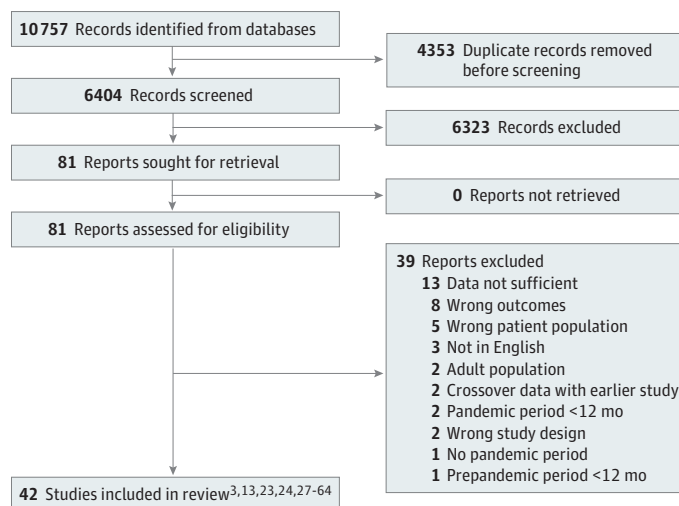 10757 Records identified from databases
4353 Duplicate records removed
before screening
6404 Records screened
6323 Records excluded
81 Reports sought for retrieval
0 Reports not retrieved
81 Reports assessed for eligibility
39 Reports excluded
13 Data not sufficient
8 Wrong outcomes
5 Wrong patient population
3 Not in English
2 Adult population
2 Crossover data with earlier study
2 Pandemic period <12 mo
2 Wrong study design
1 No pandemic period
1 Prepandemic period <12 mo
42 Studies included in review3,13,23,24,27-64